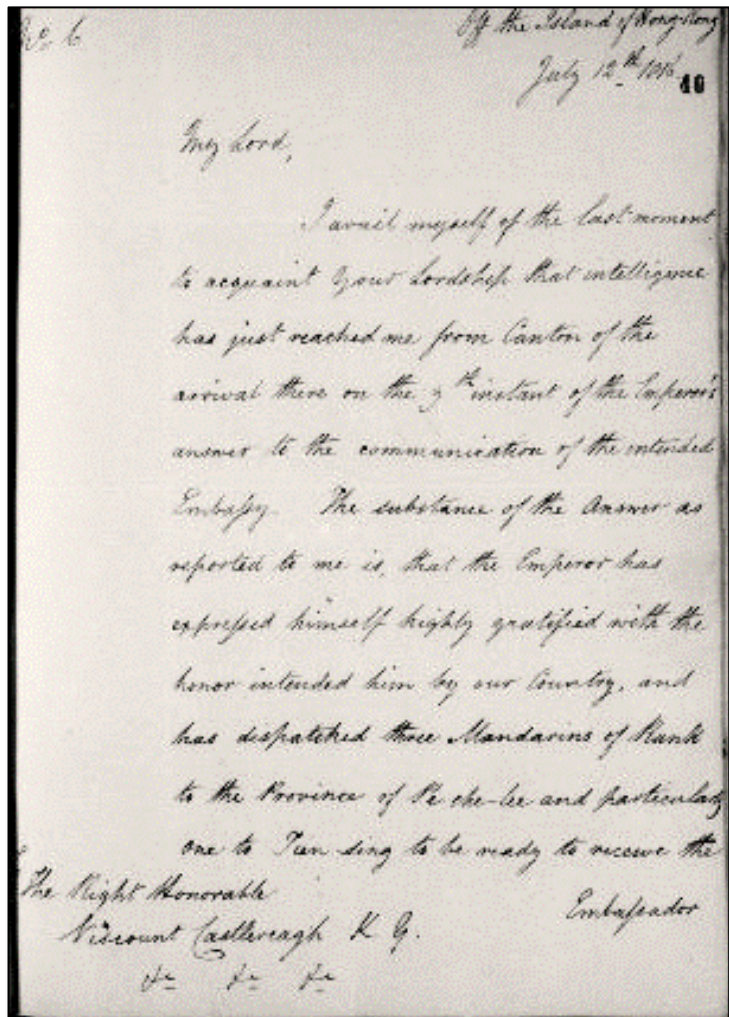 No. 6
Off the Island of Hong Kong
July 12th 1816
40
My Lord,
I avail myself of the last moment
to acquaint Your Lordship that intelligence
has just reached me from Canton of the
arrival there on the th instant of the Emperor's
answer to the communication of the intended
Embassy. The substance of the Answer as
reported to me is, that the Emperor has
expressed himself highly gratified with the
honor intended him by our Country, and
has dispatched three Mandarins of Rank
to the Province of Pe che-lee and particularly
one to Tien sing to be ready to receive the
Embassador
The Right Honorable
Viscount Castlereagh K G.
&c &c &c